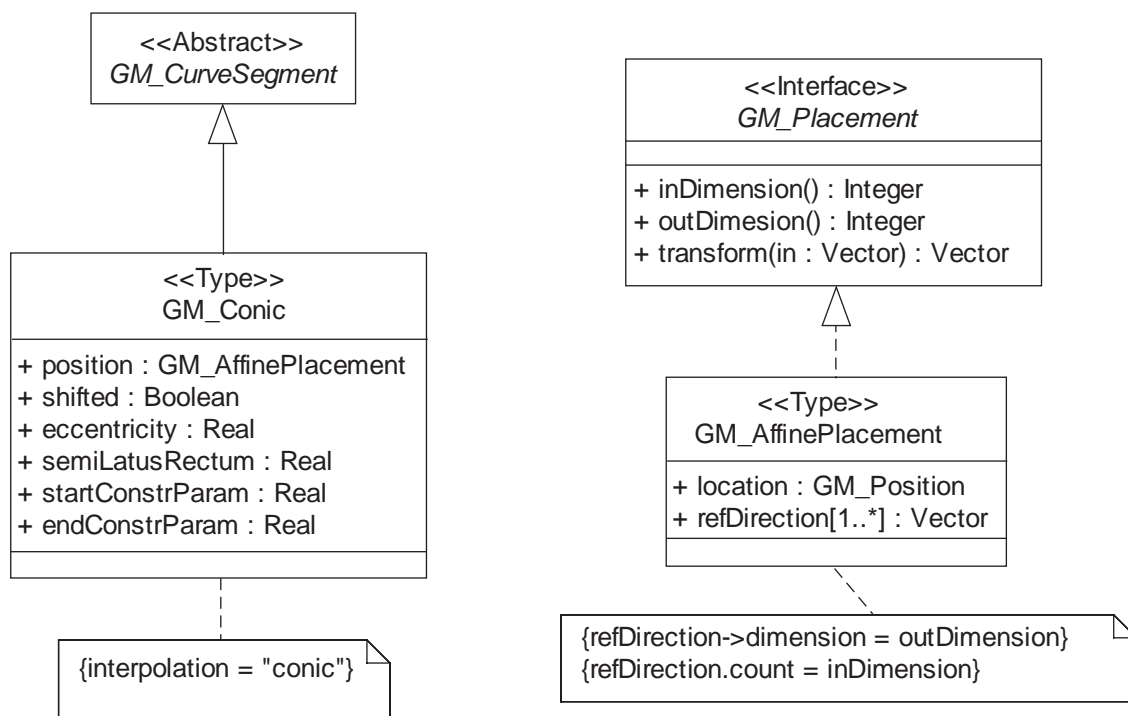 <<Abstract>>
GM_CurveSegment
<<Type>>
GM_Conic
+ position : GM_AffinePlacement
+ shifted : Boolean
+ eccentricity : Real
+ semiLatusRectum : Real
+ startConstrParam : Real
+ endConstrParam : Real
{interpolation = "conic"}
<<Interface>>
GM_Placement
+ inDimension() : Integer
+ outDimesion() : Integer
+ transform(in : Vector) : Vector
<<Type>>
GM_AffinePlacement
+ location : GM_Position
+ refDirection[1..*] : Vector
{refDirection->dimension = outDimension}
{refDirection.count = inDimension}